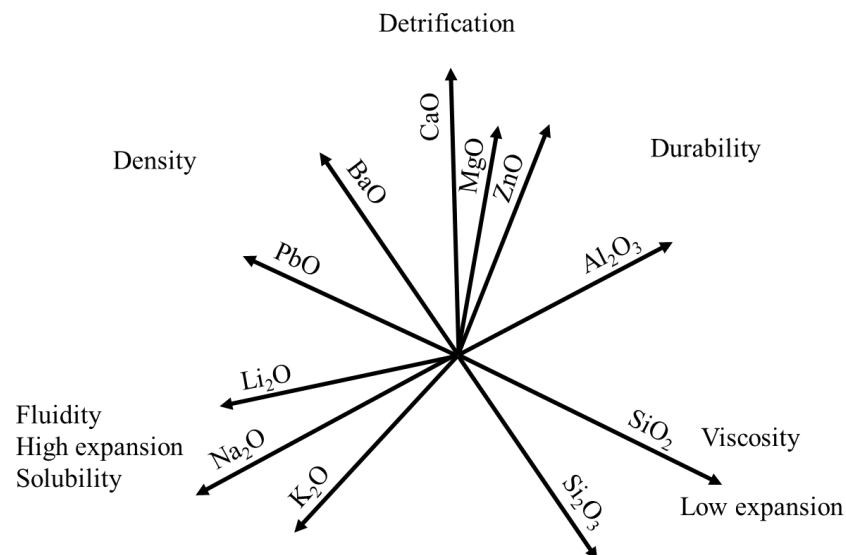 Detrification
CaO
MgO
ZnO
Durability
Density
BaO
PbO
Al₂O₃
Li₂O
Fluidity
High expansion
Solubility
Na₂O
K₂O
SiO₂
Viscosity
Si₂O₃
Low expansion